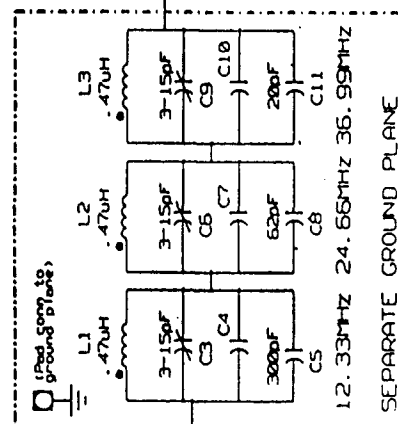 (Pad conn to
ground plane)
L1
.47uH
3-15pF
C3
C4
300pF
C5
L2
.47uH
3-15pF
C6
C7
62pF
C8
L3
.47uH
3-15pF
C9
C10
20pF
C11
12.33MHz 24.66MHz 36.99MHz
SEPARATE GROUND PLANE